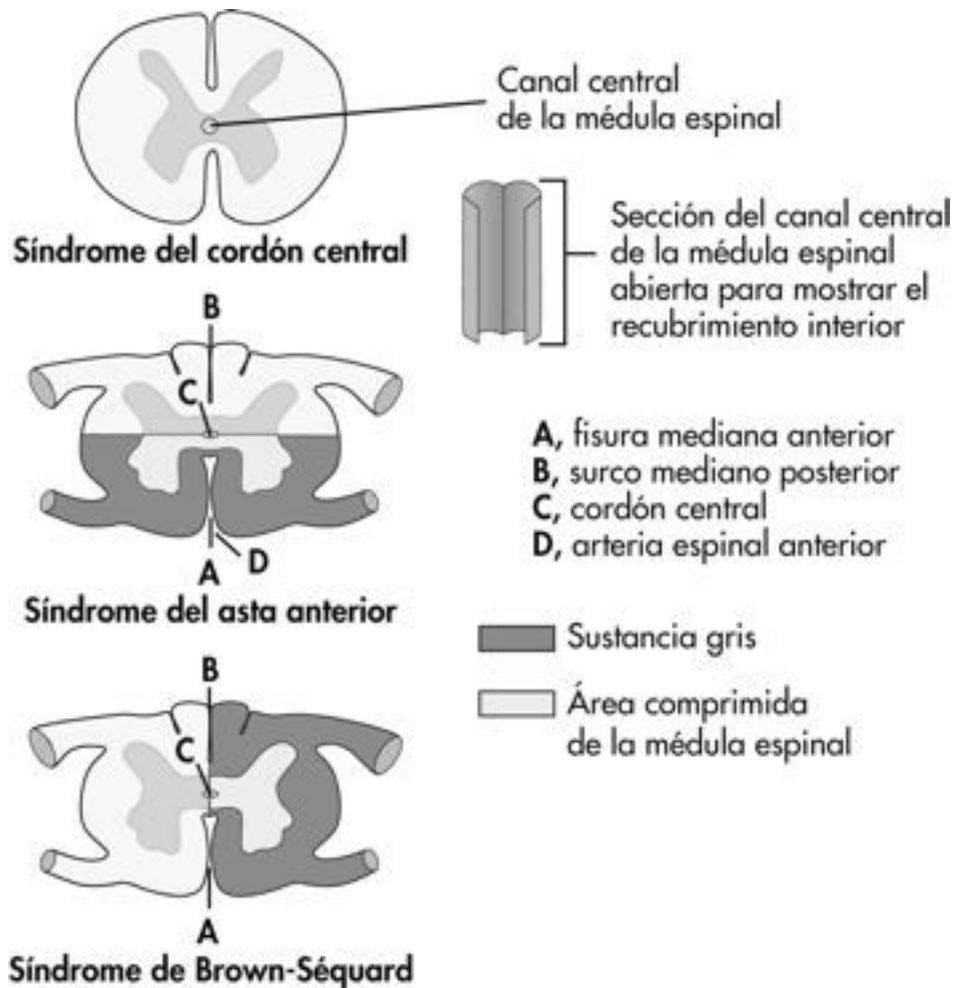 Canal central
de la médula espinal
Síndrome del cordón central
Sección del canal central
de la médula espinal
abierta para mostrar el
recubrimiento interior
B
C
A
D
Síndrome del asta anterior
A, fisura mediana anterior
B, surco mediano posterior
C, cordón central
D, arteria espinal anterior
Sustancia gris
Área comprimida
de la médula espinal
B
C
A
Síndrome de Brown-Séquard